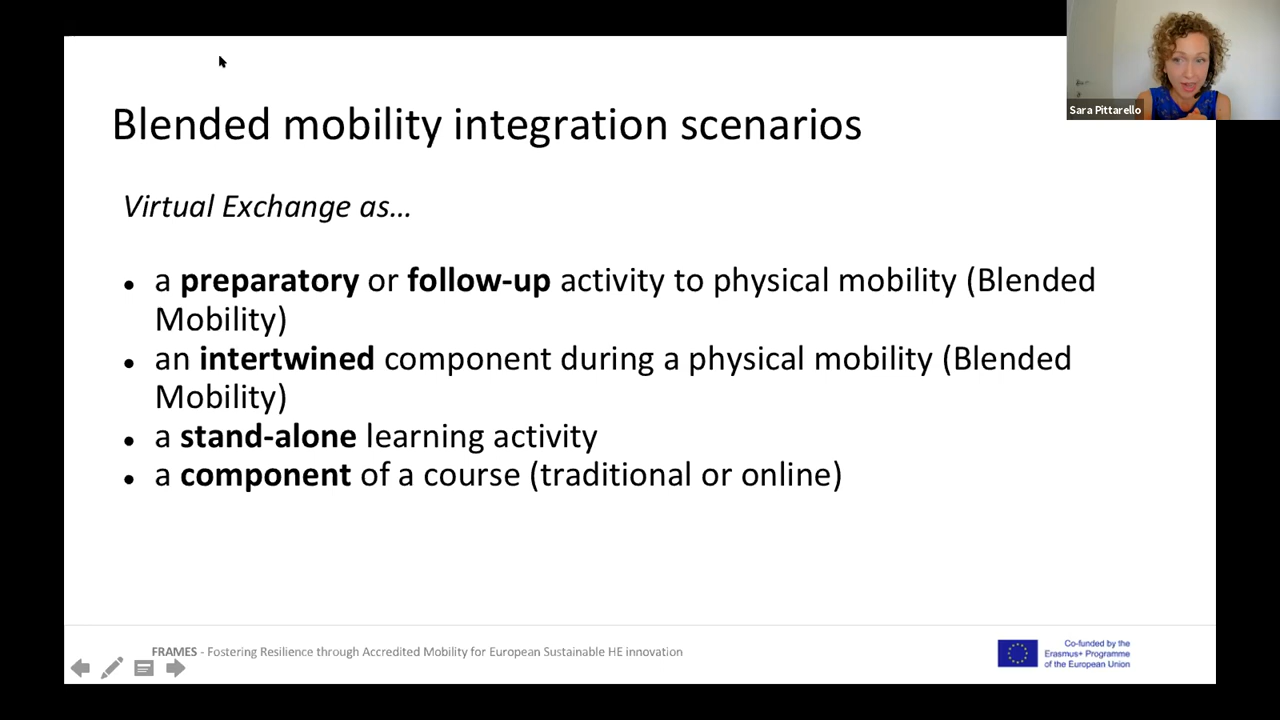 Sara Pittarello
Blended mobility integration scenarios
Virtual Exchange as...
• a preparatory or follow-up activity to physical mobility (Blended
Mobility)
• an intertwined component during a physical mobility (Blended
Mobility)
• a stand-alone learning activity
• a component of a course (traditional or online)
FRAMES - Fostering Resilience through Accredited Mobility for European Sustainable HE innovation
Co-funded by the
Erasmus+ Programme
of the European Union